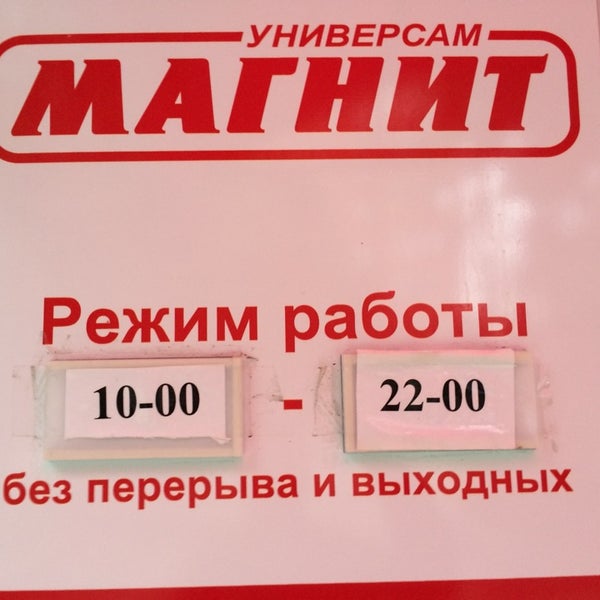 УНИВЕРСАМ
МАГНИТ
Режим работы
10-00 - 22-00
без перерыва и выходных